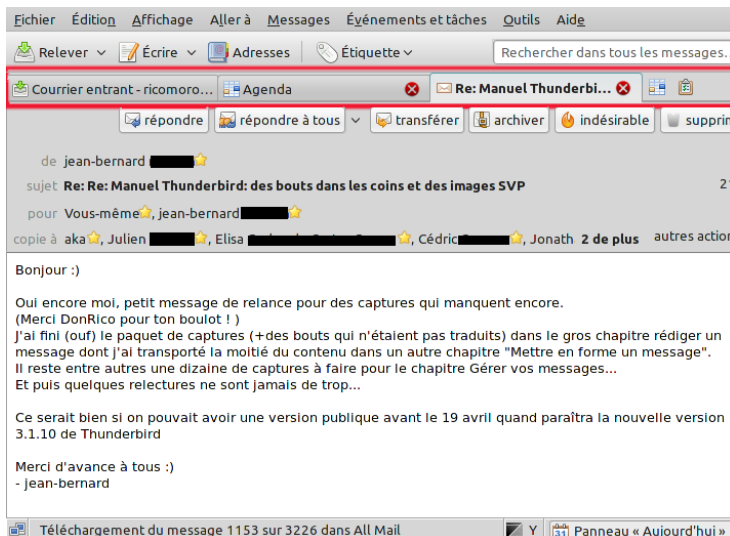 Fichier Édition Affichage Aller à Messages Événements et tâches Outils Aide
Relever Écrire Adresses Étiquette Rechercher dans tous les messages.
Courrier entrant - ricomoro... Agenda Re: Manuel Thunderbi...
répondre répondre à tous transférer archiver indésirable supprin
de jean-bernard
sujet Re: Re: Manuel Thunderbird: des bouts dans les coins et des images SVP
pour Vous-même, jean-bernard
copie à aka, Julien , Elisa , Cédric , Jonath 2 de plus autres action
Bonjour :)
Oui encore moi, petit message de relance pour des captures qui manquent encore.
(Merci DonRico pour ton boulot ! )
J'ai fini (ouf) le paquet de captures (+des bouts qui n'étaient pas traduits) dans le gros chapitre rédiger un
message dont j'ai transporté la moitié du contenu dans un autre chapitre "Mettre en forme un message".
Il reste entre autres une dizaine de captures à faire pour le chapitre Gérer vos messages...
Et puis quelques relectures ne sont jamais de trop...
Ce serait bien si on pouvait avoir une version publique avant le 19 avril quand paraîtra la nouvelle version
3.1.10 de Thunderbird
Merci d'avance à tous :)
- jean-bernard
Téléchargement du message 1153 sur 3226 dans All Mail Y 31 Panneau « Aujourd'hui »